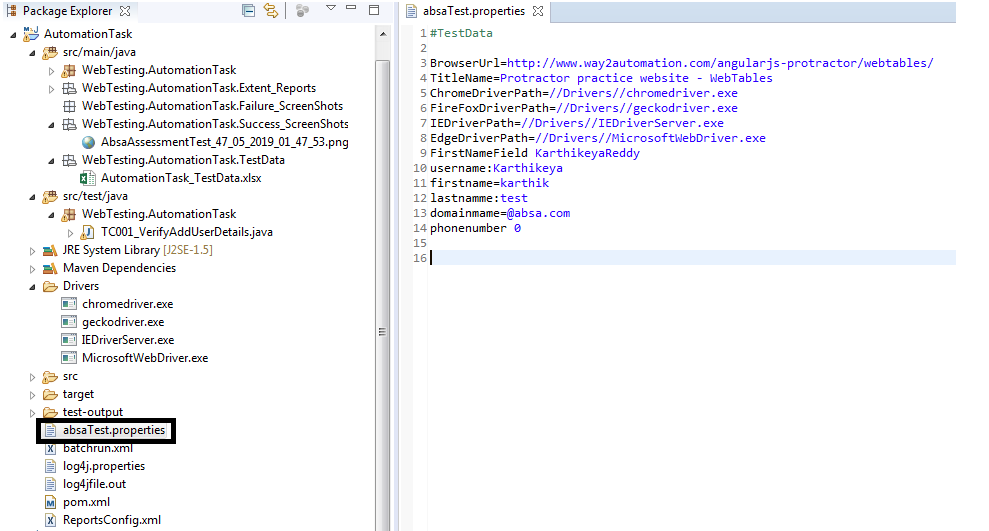 Package Explorer
AutomationTask
src/main/java
WebTesting.AutomationTask
WebTesting.AutomationTask.Extent_Reports
WebTesting.AutomationTask.Failure_ScreenShots
WebTesting.AutomationTask.Success_ScreenShots
AbsaAssessmentTest_47_05_2019_01_47_53.png
WebTesting.AutomationTask.TestData
AutomationTask_TestData.xlsx
src/test/java
WebTesting.AutomationTask
TC001_VerifyAddUserDetails.java
JRE System Library [J2SE-1.5]
Maven Dependencies
Drivers
chromedriver.exe
geckodriver.exe
IEDriverServer.exe
MicrosoftWebDriver.exe
src
target
test-output
absaTest.properties
batchrun.xml
log4j.properties
log4jfile.out
pom.xml
ReportsConfig.xml
absaTest.properties
1 #TestData
2
3 BrowserUrl=http://www.way2automation.com/angularjs-protractor/webtables/
4 TitleName=Protractor practice website - WebTables
5 ChromeDriverPath=//Drivers//chromedriver.exe
6 FireFoxDriverPath=//Drivers//geckodriver.exe
7 IEDriverPath=//Drivers//IEDriverServer.exe
8 EdgeDriverPath=//Drivers//MicrosoftWebDriver.exe
9 FirstNameField KarthikeyaReddy
10 username:Karthikeya
11 firstname=karthik
12 lastnamme:test
13 domainmame=@absa.com
14 phonenumber 0
15
16